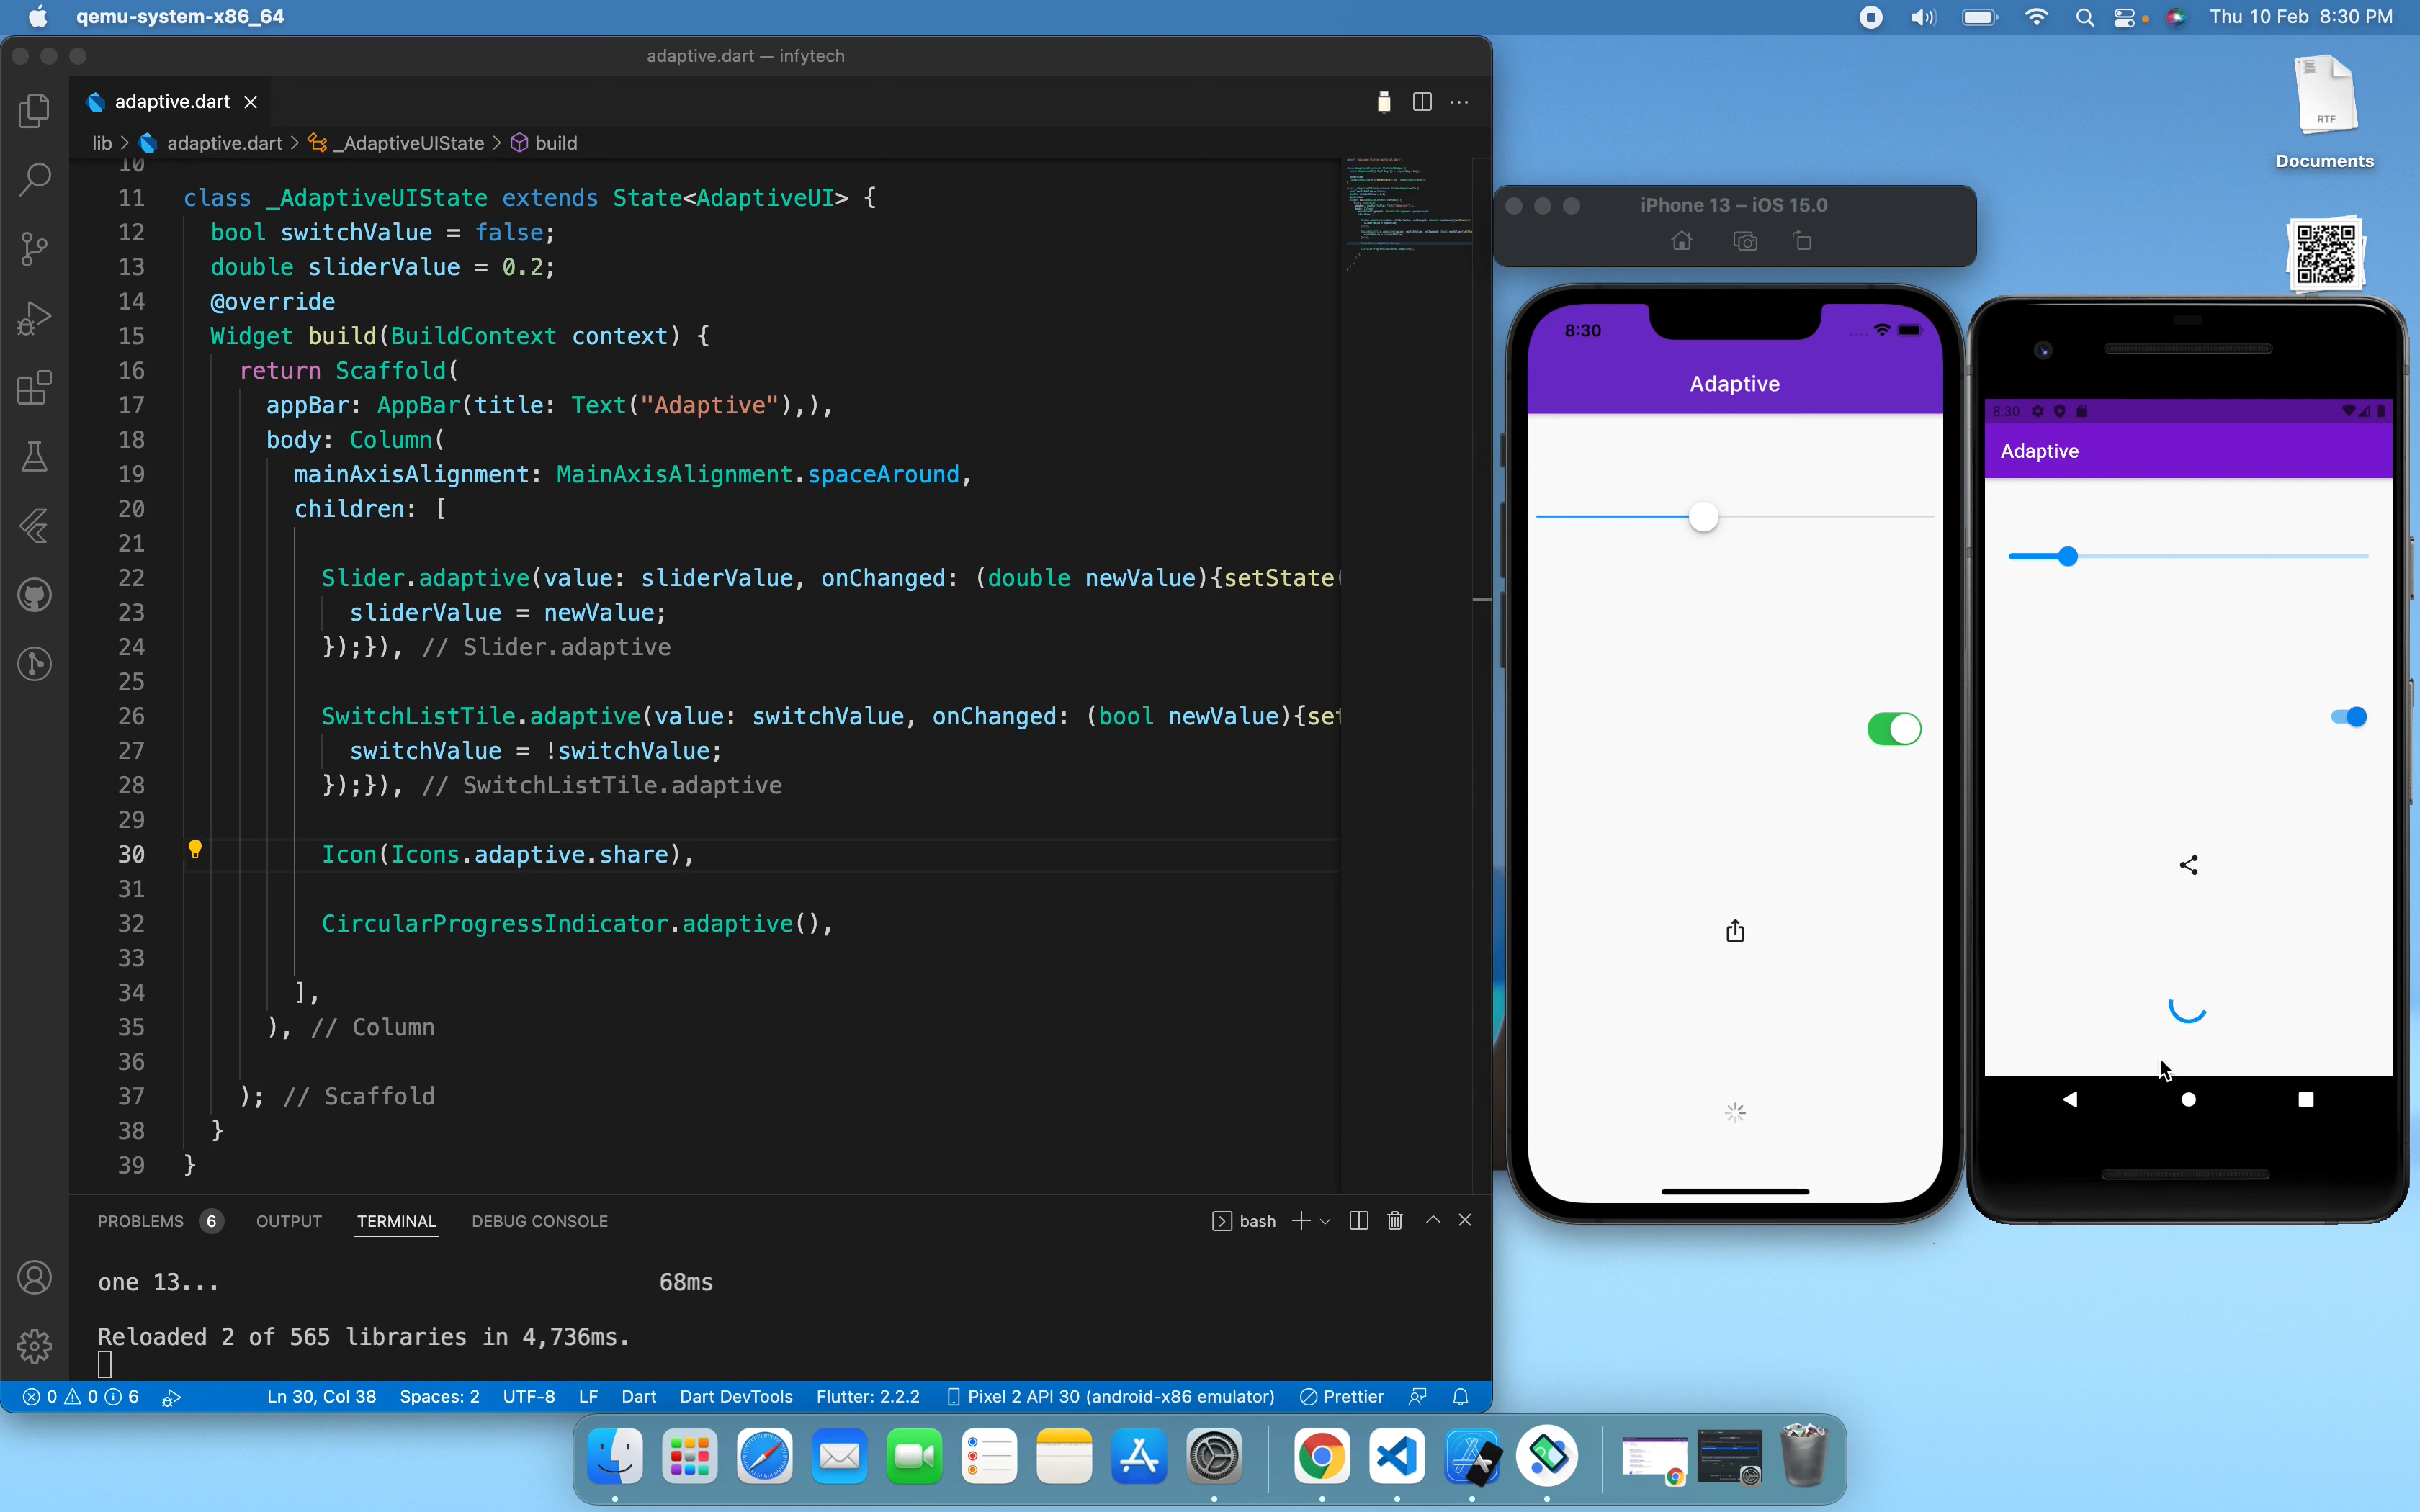 qemu-system-x86_64
Thu 10 Feb 8:30 PM
adaptive.dart — infytech
adaptive.dart
lib > adaptive.dart > _AdaptiveUIState > build
10
11 class _AdaptiveUIState extends State<AdaptiveUI> {
12 bool switchValue = false;
13 double sliderValue = 0.2;
14 @override
15 Widget build(BuildContext context) {
16 return Scaffold(
17 appBar: AppBar(title: Text("Adaptive"),),
18 body: Column(
19 mainAxisAlignment: MainAxisAlignment.spaceAround,
20 children: [
21
22 Slider.adaptive(value: sliderValue, onChanged: (double newValue){setState(
23 sliderValue = newValue;
24 });}), // Slider.adaptive
25
26 SwitchListTile.adaptive(value: switchValue, onChanged: (bool newValue){set
27 switchValue = !switchValue;
28 });}), // SwitchListTile.adaptive
29
30 Icon(Icons.adaptive.share),
31
32 CircularProgressIndicator.adaptive(),
33
34 ],
35 ), // Column
36
37 ); // Scaffold
38 }
39 }
PROBLEMS 6 OUTPUT TERMINAL DEBUG CONSOLE
bash
one 13... 68ms
Reloaded 2 of 565 libraries in 4,736ms.
0 0 6 Ln 30, Col 38 Spaces: 2 UTF-8 LF Dart Dart DevTools Flutter: 2.2.2 Pixel 2 API 30 (android-x86 emulator) Prettier
iPhone 13 – iOS 15.0
8:30
Adaptive
8:30
Adaptive
RTF
Documents